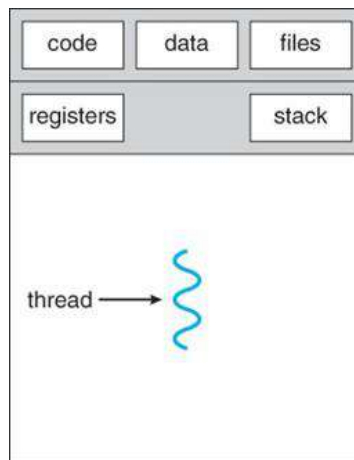 code data files
registers stack
thread